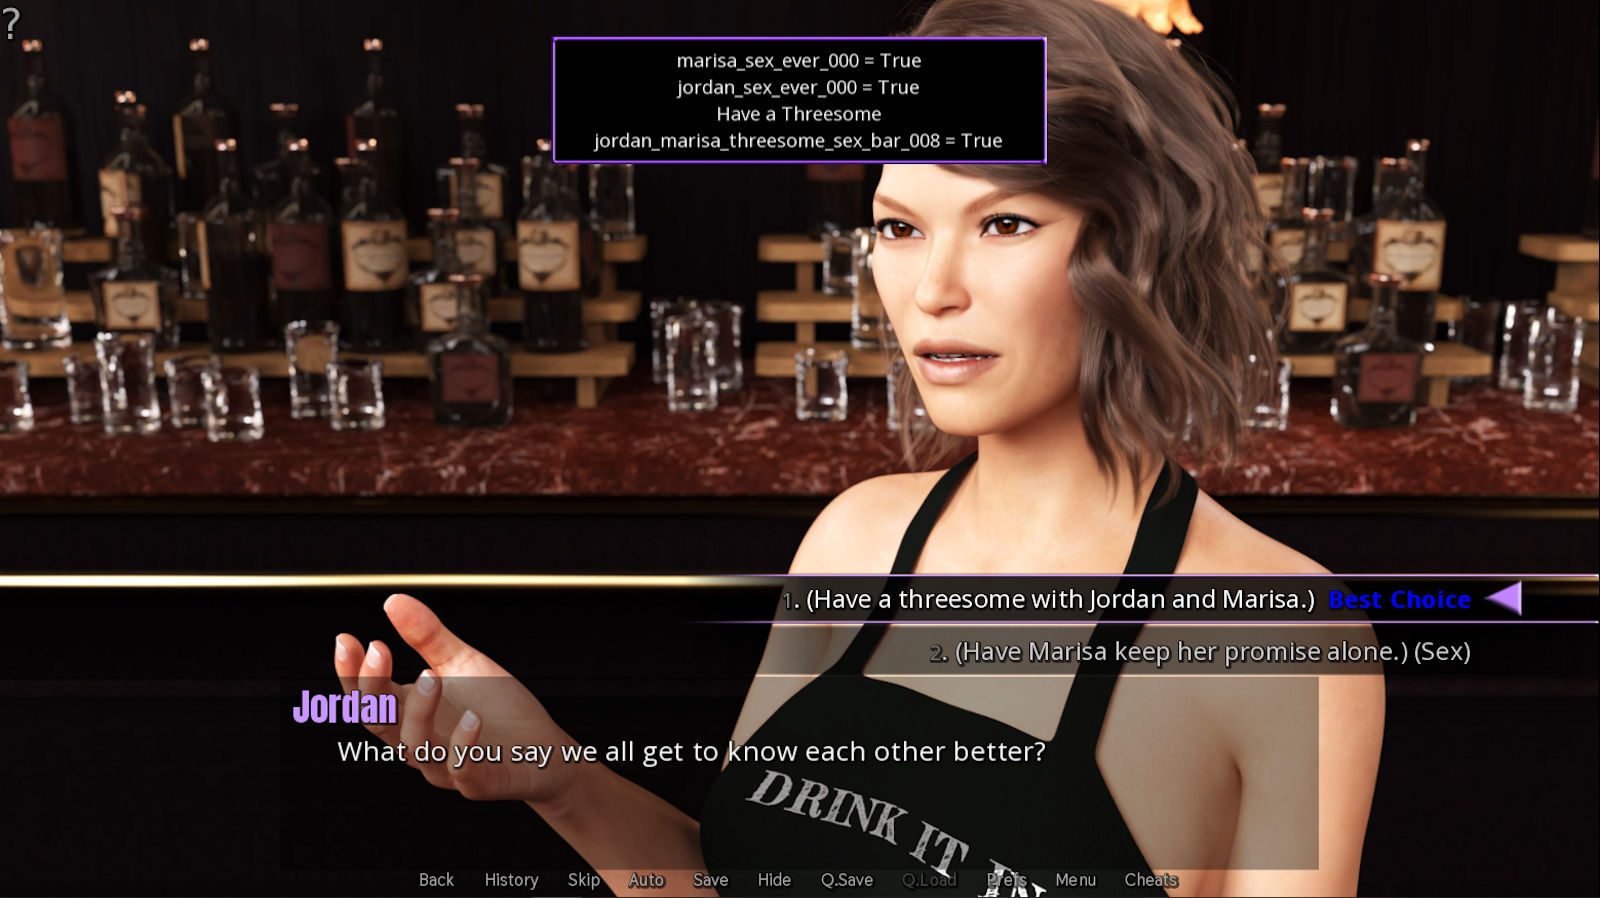 ?
marisa_sex_ever_000 = True
jordan_sex_ever_000 = True
Have a Threesome
jordan_marisa_threesome_sex_bar_008 = True
1. (Have a threesome with Jordan and Marisa.) Best Choice
2. (Have Marisa keep her promise alone.) (Sex)
Jordan
What do you say we all get to know each other better?
DRINK IT IN
Back History Skip Auto Save Hide Q.Save Q.Load Prefs Menu Cheats